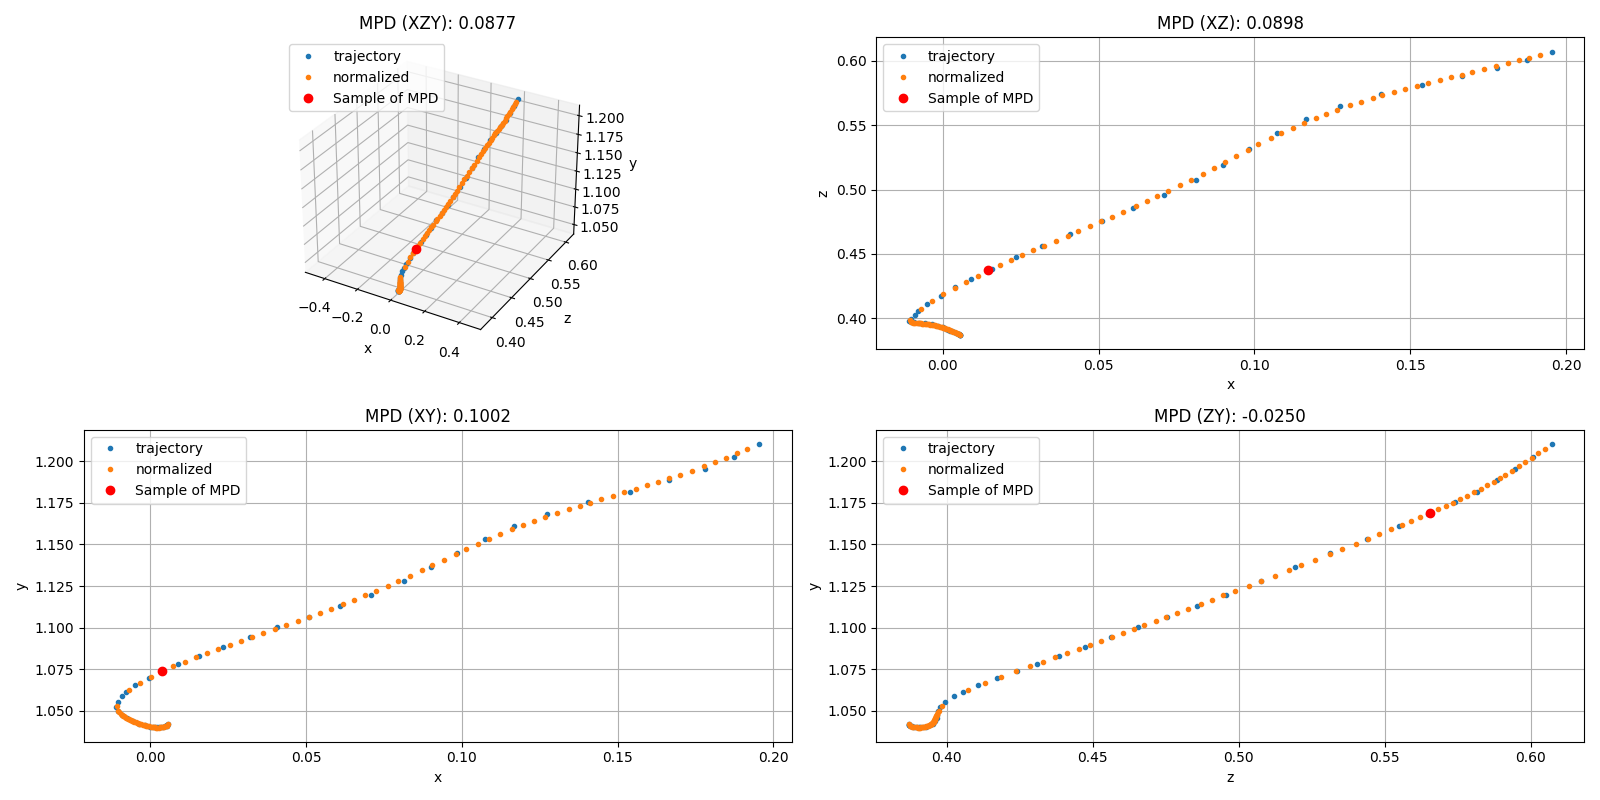 MPD (XZY): 0.0877
trajectory
normalized
Sample of MPD
1.200
1.175
1.150
1.125
1.100
1.075
1.050
y
0.60
0.55
0.50
0.45
0.40
z
−0.4
−0.2
0.0
0.2
0.4
x
MPD (XZ): 0.0898
trajectory
normalized
Sample of MPD
0.60
0.55
0.50
0.45
0.40
z
0.00 0.05 0.10 0.15 0.20
x
MPD (XY): 0.1002
trajectory
normalized
Sample of MPD
1.200
1.175
1.150
1.125
1.100
1.075
1.050
y
0.00 0.05 0.10 0.15 0.20
x
MPD (ZY): -0.0250
trajectory
normalized
Sample of MPD
1.200
1.175
1.150
1.125
1.100
1.075
1.050
y
0.40 0.45 0.50 0.55 0.60
z